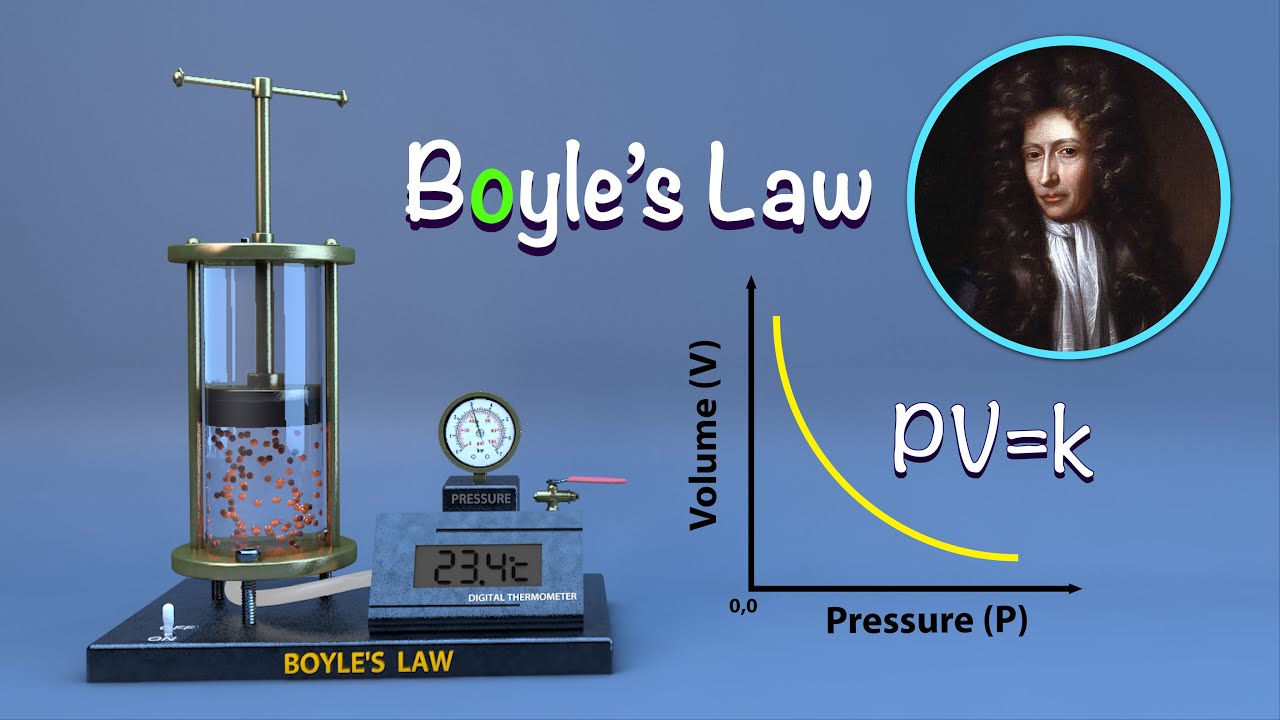 Boyle's Law
Volume (V)
PV=k
PRESSURE
23.4°c
DIGITAL THERMOMETER
0,0
Pressure (P)
OFF
ON
BOYLE'S LAW